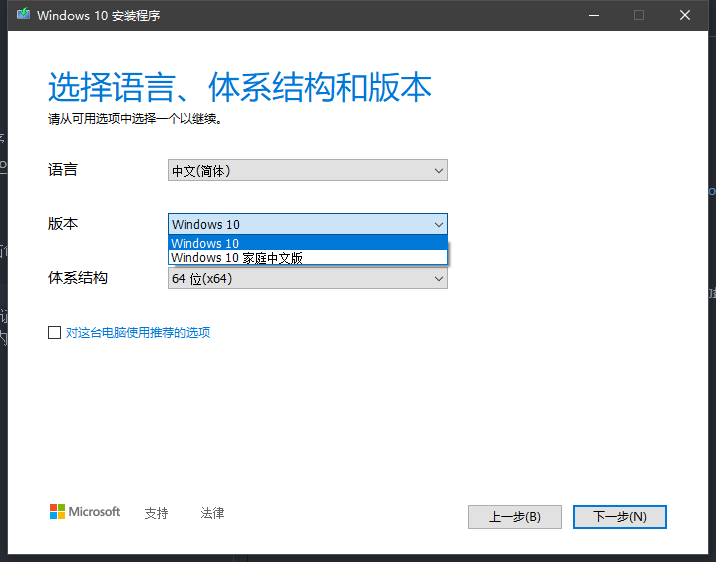 Windows 10 安装程序
选择语言、体系结构和版本
请从可用选项中选择一个以继续。
语言
中文(简体)
版本
Windows 10
Windows 10
Windows 10 家庭中文版
体系结构
64 位(x64)
对这台电脑使用推荐的选项
Microsoft
支持
法律
上一步(B)
下一步(N)